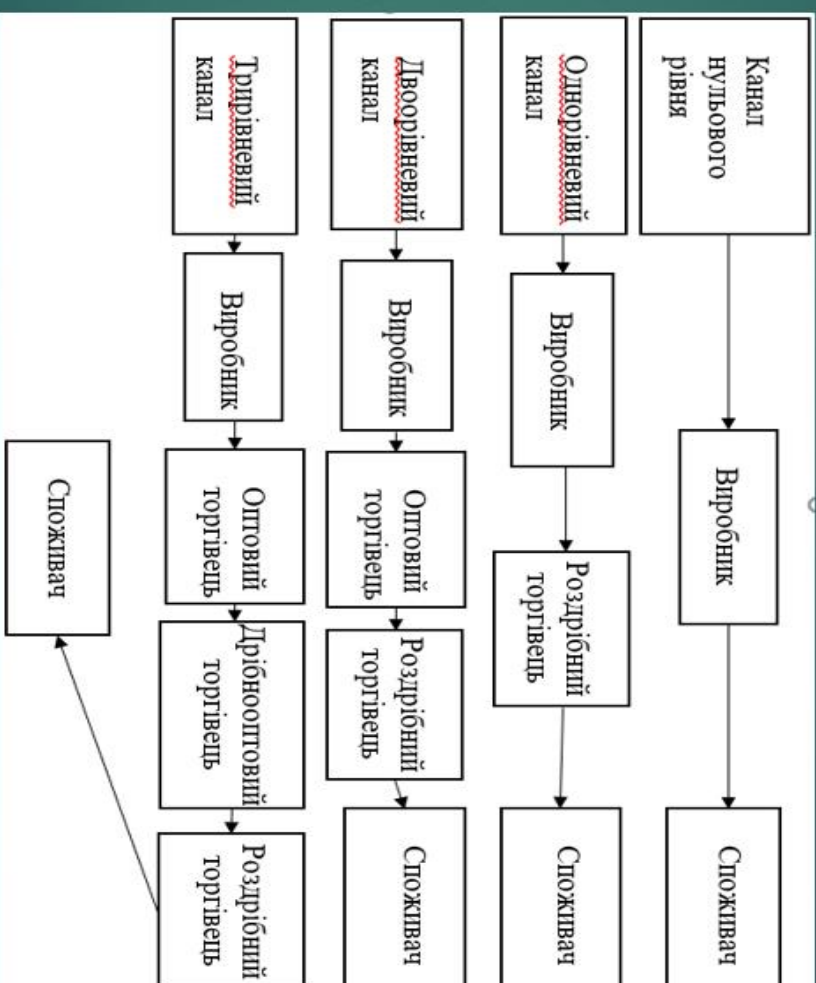 Канал
нульового
рівня
Виробник
Споживач
Однорівневий
канал
Виробник
Роздрібний
торгівець
Споживач
Двоорівневий
канал
Виробник
Оптовий
торгівець
Роздрібний
торгівець
Споживач
Трирівневий
канал
Виробник
Оптовий
торгівець
Дрібнооптовий
торгівець
Роздрібний
торгівець
Споживач